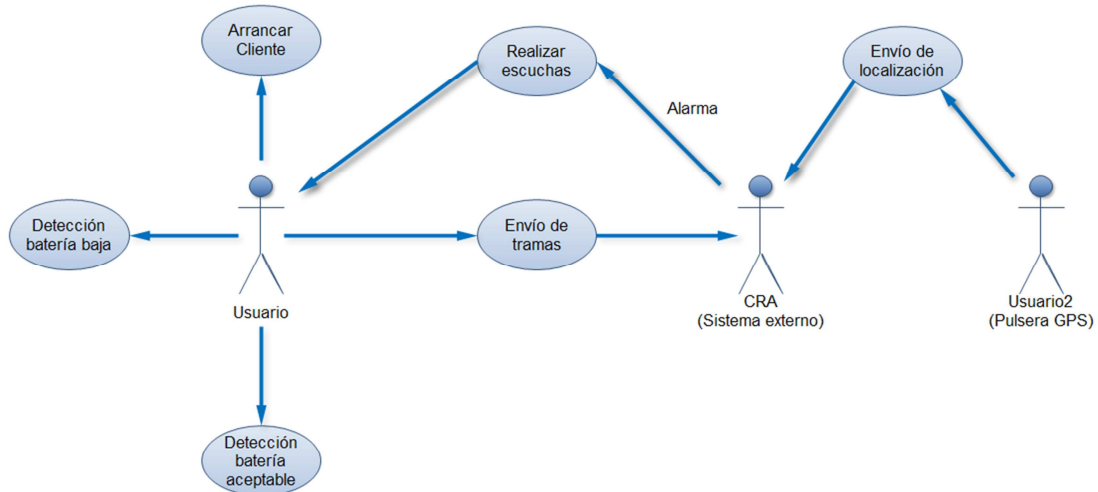 Arrancar
Cliente
Realizar
escuchas
Envío de
localización
Alarma
Detección
batería baja
Envío de
tramas
Usuario
CRA
(Sistema externo)
Usuario2
(Pulsera GPS)
Detección
batería
aceptable